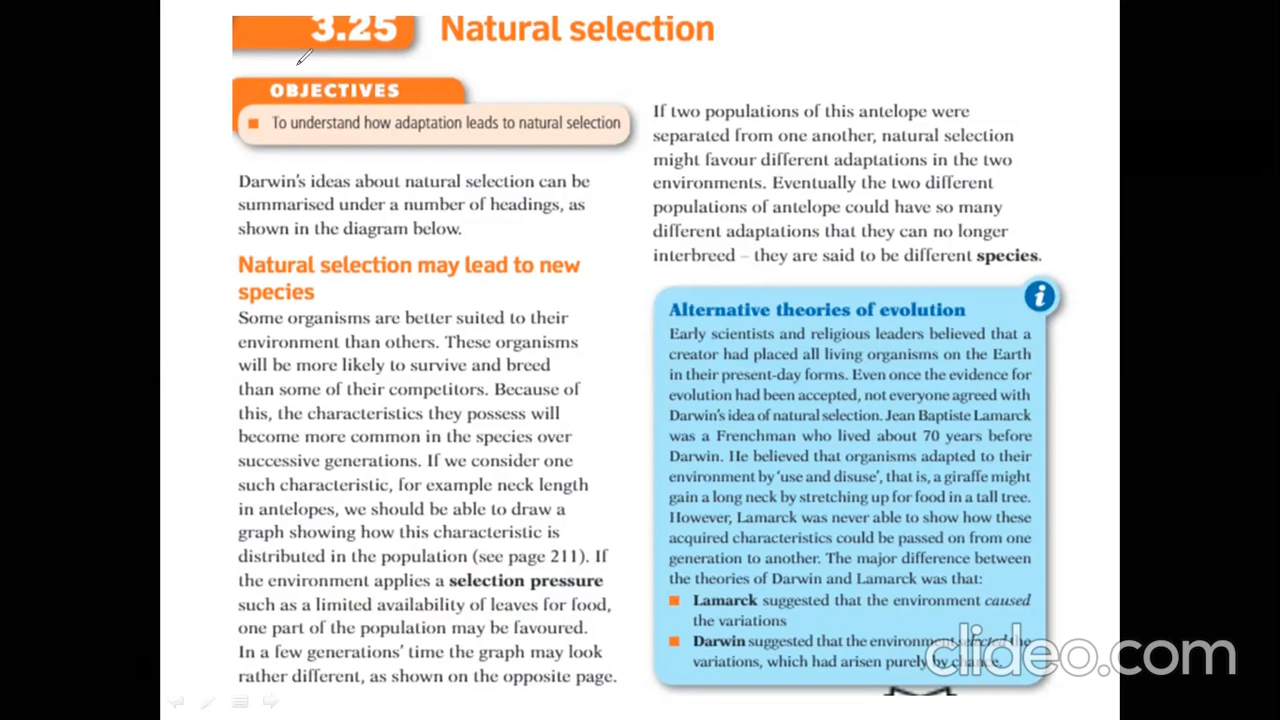 3.25
Natural selection
OBJECTIVES
■ To understand how adaptation leads to natural selection
Darwin's ideas about natural selection can be
summarised under a number of headings, as
shown in the diagram below.
Natural selection may lead to new
species
Some organisms are better suited to their
environment than others. These organisms
will be more likely to survive and breed
than some of their competitors. Because of
this, the characteristics they possess will
become more common in the species over
successive generations. If we consider one
such characteristic, for example neck length
in antelopes, we should be able to draw a
graph showing how this characteristic is
distributed in the population (see page 211). If
the environment applies a selection pressure
such as a limited availability of leaves for food,
one part of the population may be favoured.
In a few generations' time the graph may look
rather different, as shown on the opposite page.
If two populations of this antelope were
separated from one another, natural selection
might favour different adaptations in the two
environments. Eventually the two different
populations of antelope could have so many
different adaptations that they can no longer
interbreed – they are said to be different species.
i
Alternative theories of evolution
Early scientists and religious leaders believed that a
creator had placed all living organisms on the Earth
in their present-day forms. Even once the evidence for
evolution had been accepted, not everyone agreed with
Darwin's idea of natural selection. Jean Baptiste Lamarck
was a Frenchman who lived about 70 years before
Darwin. He believed that organisms adapted to their
environment by 'use and disuse', that is, a giraffe might
gain a long neck by stretching up for food in a tall tree.
However, Lamarck was never able to show how these
acquired characteristics could be passed on from one
generation to another. The major difference between
the theories of Darwin and Lamarck was that:
■ Lamarck suggested that the environment caused
the variations
■ Darwin suggested that the environment selected the
variations, which had arisen purely by chance.
clideo.com